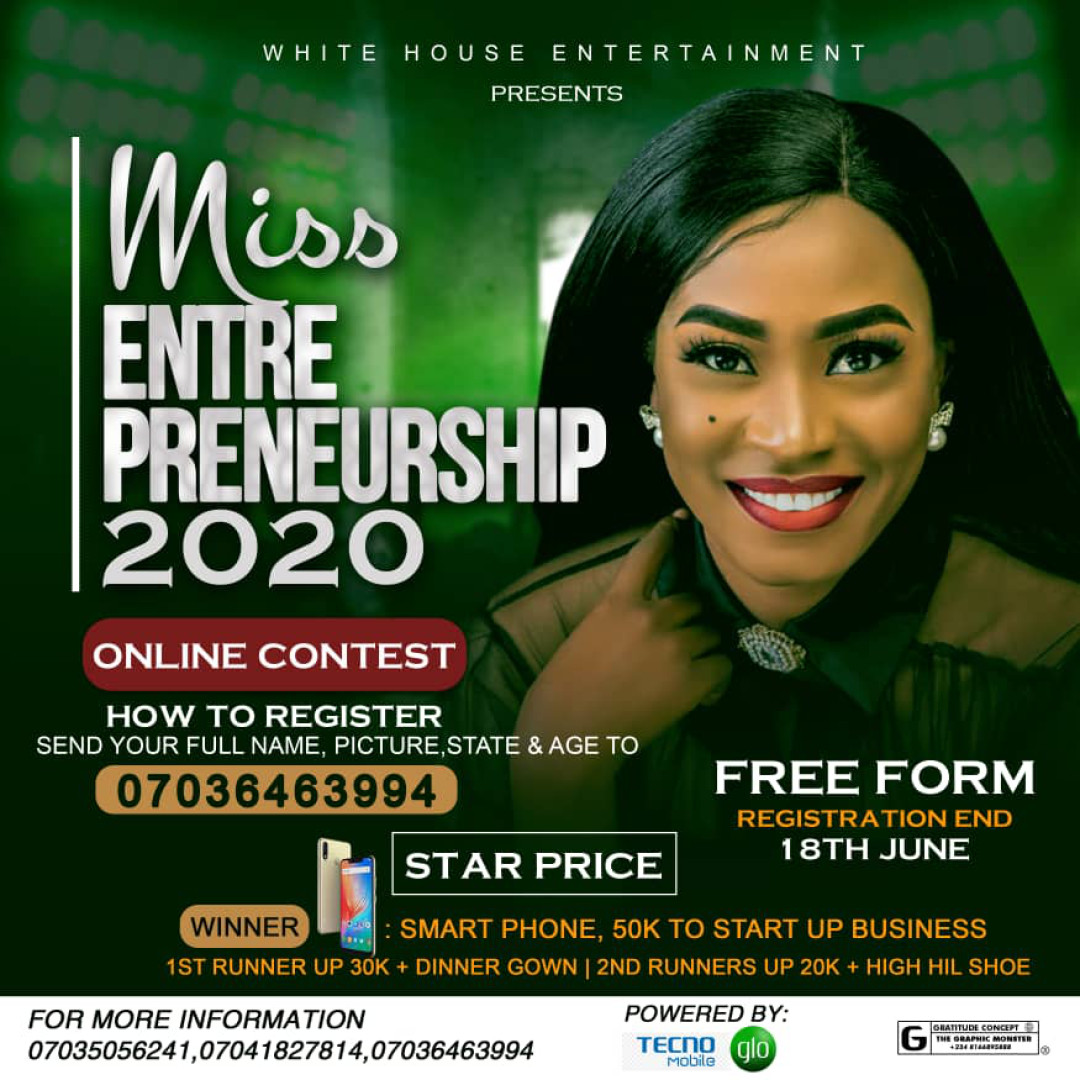 WHITE HOUSE ENTERTAINMENT
PRESENTS
Miss
ENTRE
PRENEURSHIP
2020
ONLINE CONTEST
HOW TO REGISTER
SEND YOUR FULL NAME, PICTURE,STATE & AGE TO
07036463994
FREE FORM
REGISTRATION END
18TH JUNE
STAR PRICE
WINNER : SMART PHONE, 50K TO START UP BUSINESS
1ST RUNNER UP 30K + DINNER GOWN | 2ND RUNNERS UP 20K + HIGH HIL SHOE
FOR MORE INFORMATION
07035056241,07041827814,07036463994
POWERED BY:
TECNO
mobile
glo
G
GRATITUDE CONCEPT
THE GRAPHIC MONSTER
+234 8166895888
®